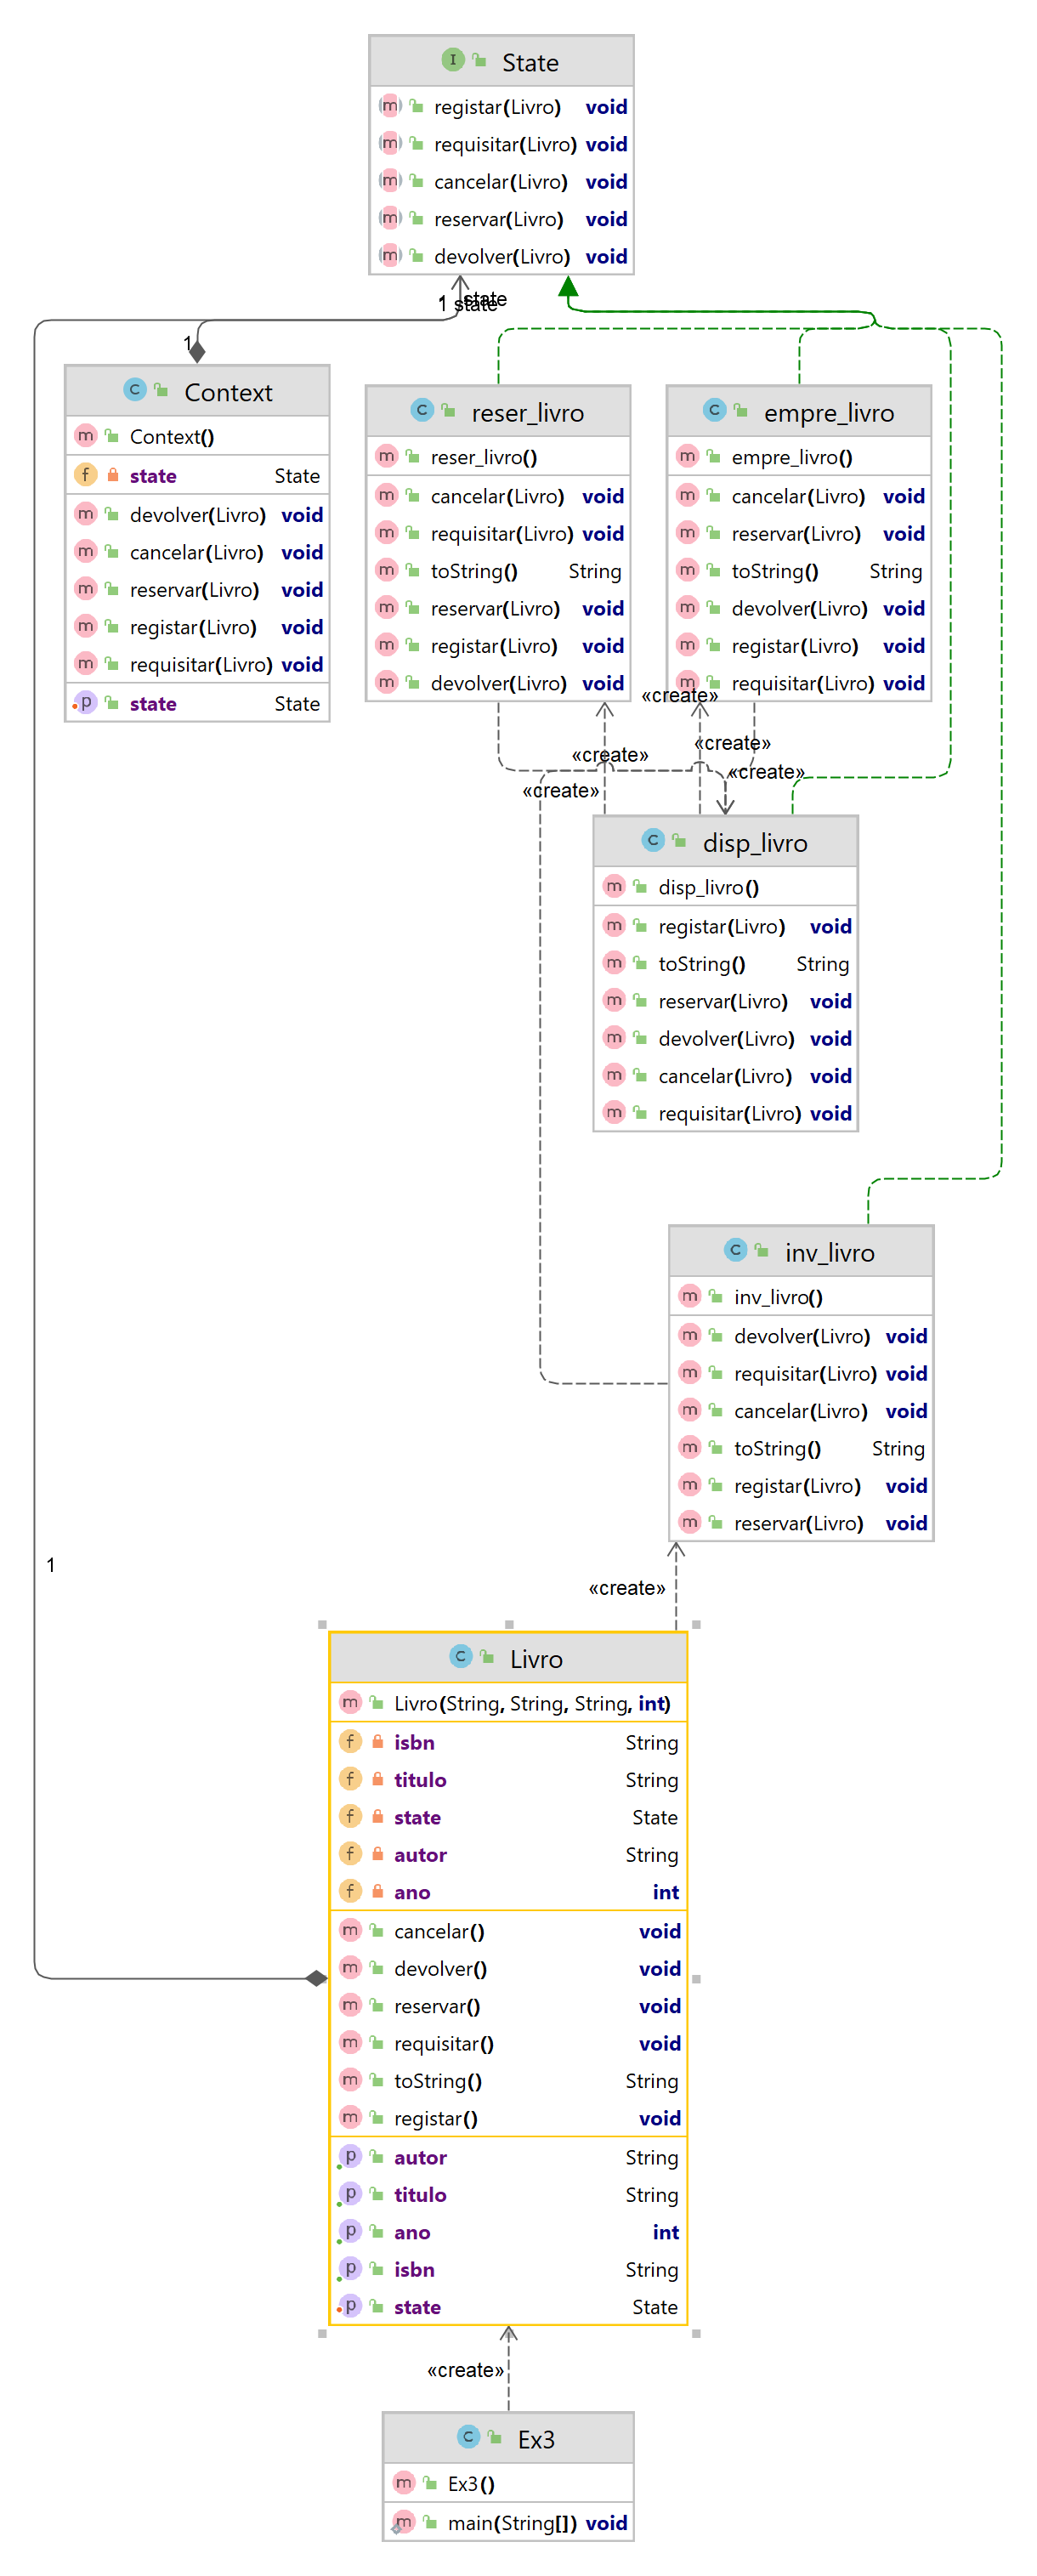 State
registar(Livro) void
requisitar(Livro) void
cancelar(Livro) void
reservar(Livro) void
devolver(Livro) void
1 state
state
1
Context
Context()
state State
devolver(Livro) void
cancelar(Livro) void
reservar(Livro) void
registar(Livro) void
requisitar(Livro) void
state State
reser_livro
reser_livro()
cancelar(Livro) void
requisitar(Livro) void
toString() String
reservar(Livro) void
registar(Livro) void
devolver(Livro) void
empre_livro
empre_livro()
cancelar(Livro) void
reservar(Livro) void
toString() String
devolver(Livro) void
registar(Livro) void
requisitar(Livro) void
«create»
«create»
«create»
«create»
«create»
disp_livro
disp_livro()
registar(Livro) void
toString() String
reservar(Livro) void
devolver(Livro) void
cancelar(Livro) void
requisitar(Livro) void
inv_livro
inv_livro()
devolver(Livro) void
requisitar(Livro) void
cancelar(Livro) void
toString() String
registar(Livro) void
reservar(Livro) void
1
«create»
Livro
Livro(String, String, String, int)
isbn String
titulo String
state State
autor String
ano int
cancelar() void
devolver() void
reservar() void
requisitar() void
toString() String
registar() void
autor String
titulo String
ano int
isbn String
state State
«create»
Ex3
Ex3()
main(String[]) void